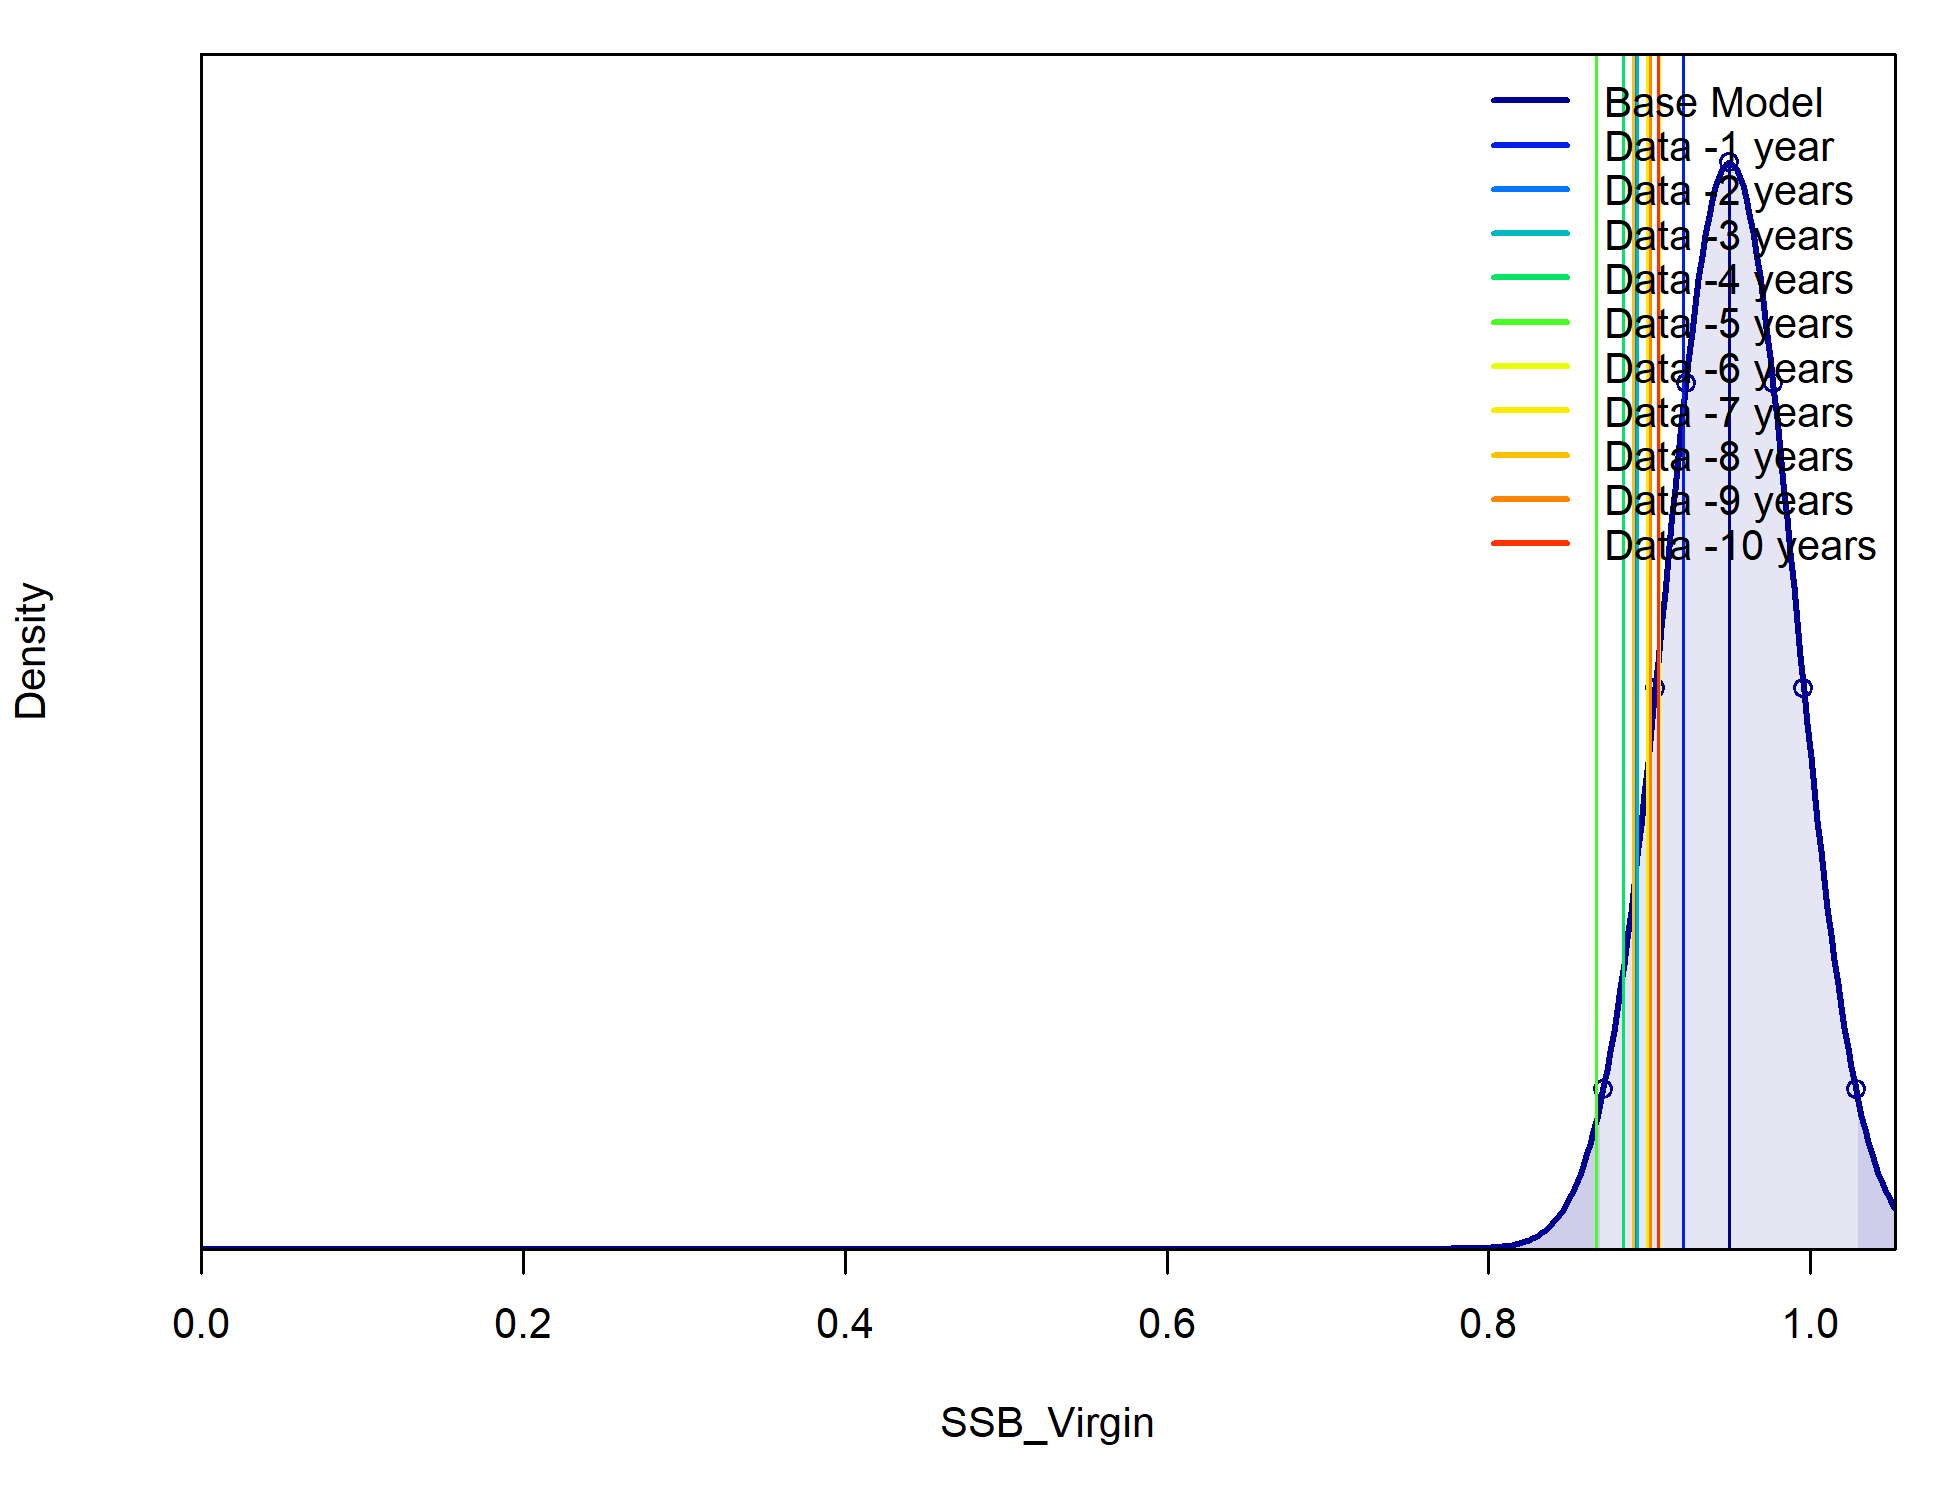 Base Model
Data -1 year
Data -2 years
Data -3 years
Data -4 years
Data -5 years
Data -6 years
Data -7 years
Data -8 years
Data -9 years
Data -10 years
Density
0.0 0.2 0.4 0.6 0.8 1.0
SSB_Virgin